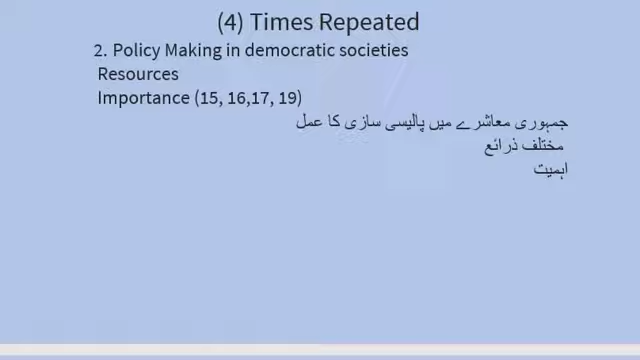 (4) Times Repeated
2. Policy Making in democratic societies
Resources
Importance (15, 16,17, 19)
جمہوری معاشرے میں پالیسی سازی کا عمل
مختلف ذرائع
اہمیت